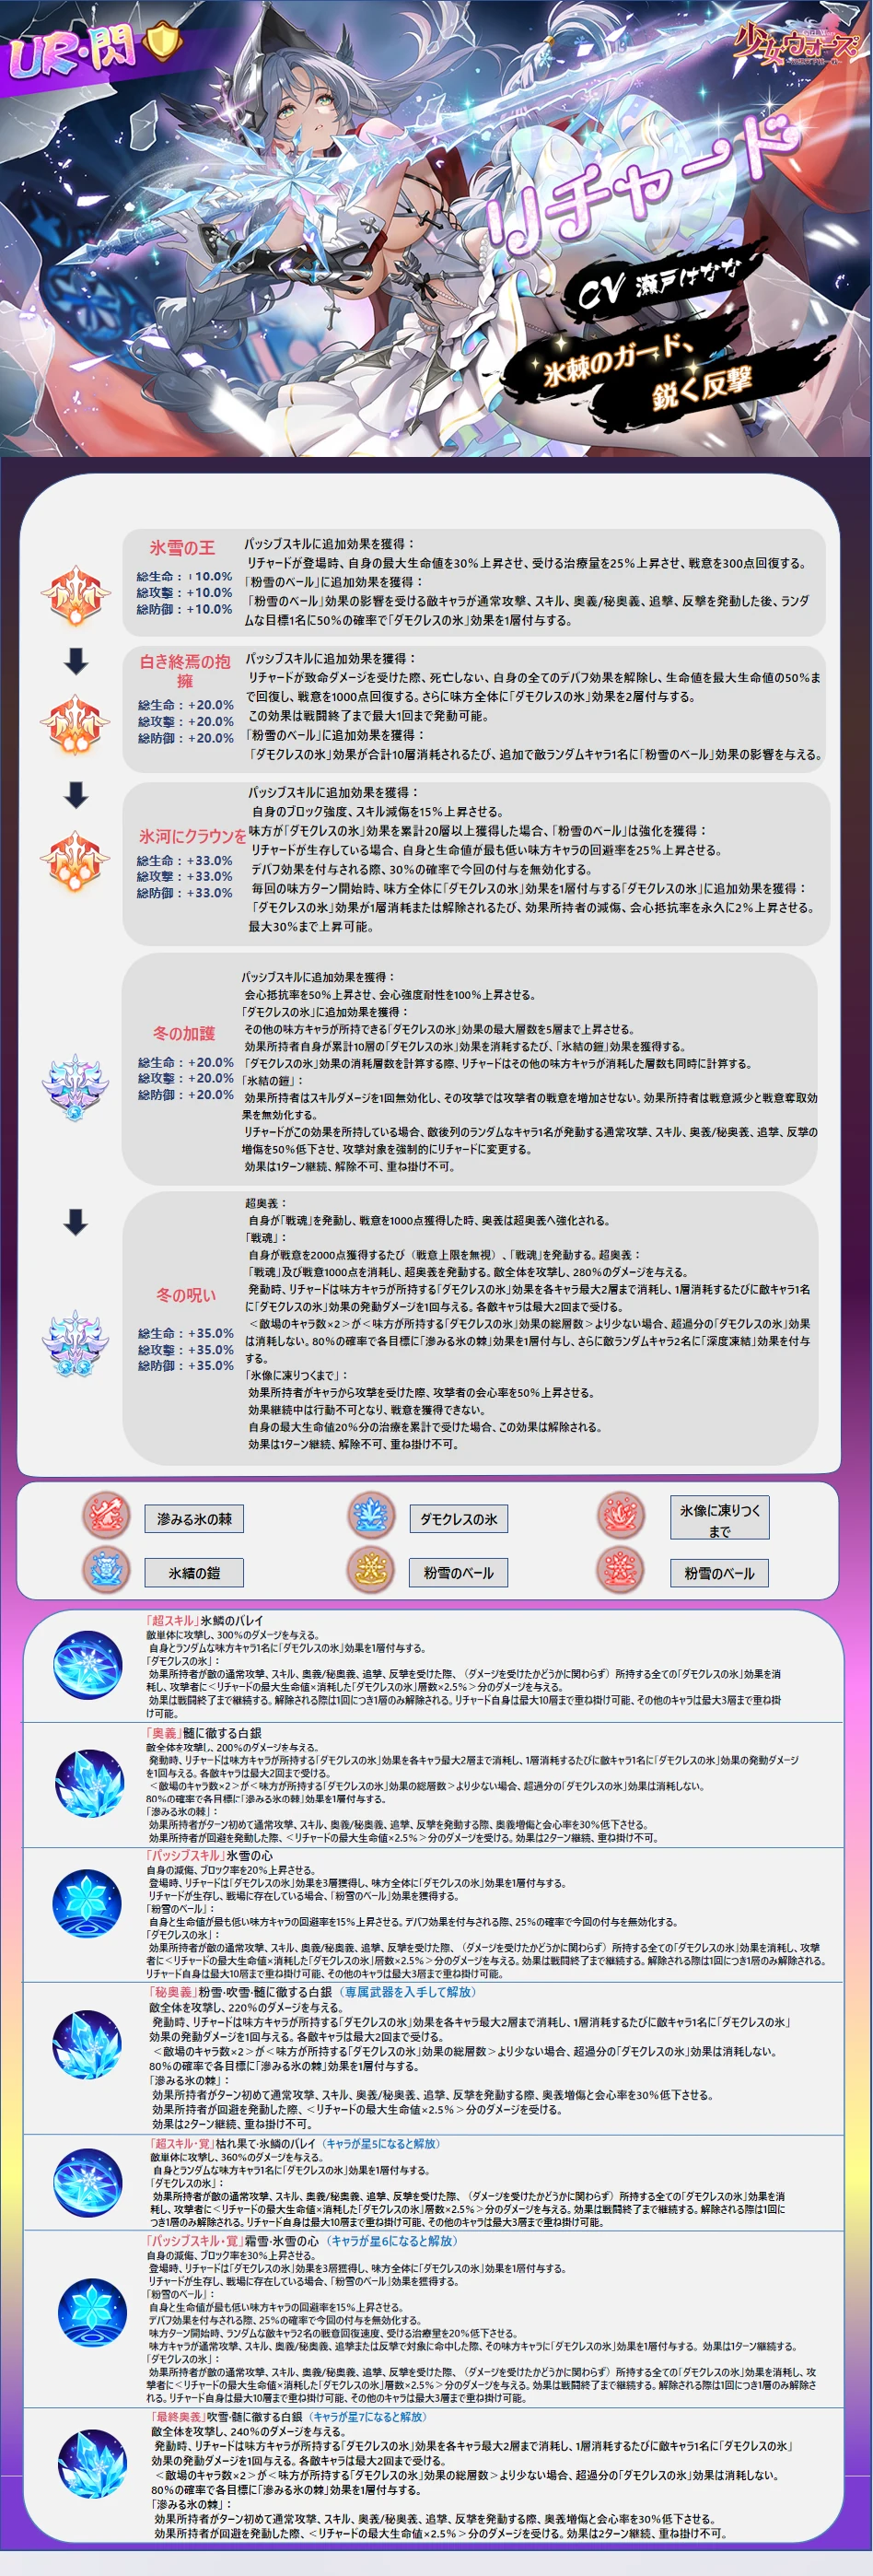 UR·閃
少女ウォーズ
リチャード
CV 瀬戸はなな
氷棘のガード、
鋭く反撃
氷雪の王
総生命：+10.0%
総攻撃：+10.0%
総防御：+10.0%
パッシブスキルに追加効果を獲得：
リチャードが登場時、自身の最大生命値を30%上昇させ、受ける治療量を25%上昇させ、戦意を300点回復する。
「粉雪のベール」に追加効果を獲得：
「粉雪のベール」効果の影響を受ける敵キャラが通常攻撃、スキル、奥義/秘奥義、追撃、反撃を発動した後、ランダ
ムな目標1名に50%の確率で「ダモクレスの氷」効果を1層付与する。
白き終焉の抱
擁
総生命：+20.0%
総攻撃：+20.0%
総防御：+20.0%
パッシブスキルに追加効果を獲得：
リチャードが致命ダメージを受けた際、死亡しない、自身の全てのデバフ効果を解除し、生命値を最大生命値の50%ま
で回復し、戦意を1000点回復する。さらに味方全体に「ダモクレスの氷」効果を2層付与する。
この効果は戦闘終了まで最大1回まで発動可能。
「粉雪のベール」に追加効果を獲得：
「ダモクレスの氷」効果が合計10層消耗されるたび、追加で敵ランダムキャラ1名に「粉雪のベール」効果の影響を与える。
氷河にクラウンを
総生命：+33.0%
総攻撃：+33.0%
総防御：+33.0%
パッシブスキルに追加効果を獲得：
自身のブロック強度、スキル減傷を15%上昇させる。
味方が「ダモクレスの氷」効果を累計20層以上獲得した場合、「粉雪のベール」は強化を獲得：
リチャードが生存している場合、自身と生命値が最も低い味方キャラの回避率を25%上昇させる。
デバフ効果を付与される際、30%の確率で今回の付与を無効化する。
毎回の味方ターン開始時、味方全体に「ダモクレスの氷」効果を1層付与する「ダモクレスの氷」に追加効果を獲得：
「ダモクレスの氷」効果が1層消耗または解除されるたび、効果所持者の減傷、会心抵抗率を永久に2%上昇させる。
最大30%まで上昇可能。
冬の加護
総生命：+20.0%
総攻撃：+20.0%
総防御：+20.0%
パッシブスキルに追加効果を獲得：
会心抵抗率を50%上昇させ、会心強度耐性を100%上昇させる。
「ダモクレスの氷」に追加効果を獲得：
その他の味方キャラが所持できる「ダモクレスの氷」効果の最大層数を5層まで上昇する。
効果所持者自身が累計10層の「ダモクレスの氷」効果を消耗するたび、「氷結の鎧」効果を獲得する。
「ダモクレスの氷」効果の消耗層数を計算する際、リチャードはその他の味方キャラが消耗した層数も同時に計算する。
「氷結の鎧」：
効果所持者はスキルダメージを1回無効化し、その攻撃では攻撃者の戦意を増加させない。効果所持者は戦意減少と戦意奪取効
果を無効化する。
リチャードがこの効果を所持している場合、敵後列のランダムなキャラ1名が発動する通常攻撃、スキル、奥義/秘奥義、追撃、反撃の
増傷を50%低下させ、攻撃対象を強制的にリチャードに変更する。
効果は1ターン継続、解除不可、重ね掛け不可。
冬の呪い
総生命：+35.0%
総攻撃：+35.0%
総防御：+35.0%
超奥義：
自身が「戦魂」を発動し、戦意を1000点獲得した時、奥義は超奥義へ強化される。
「戦魂」：
自身が戦意を2000点獲得するたび（戦意上限を無視）、「戦魂」を発動する。超奥義：
「戦魂」及び戦意1000点を消耗し、超奥義を発動する。敵全体を攻撃し、280%のダメージを与える。
発動時、リチャードは味方キャラが所持する「ダモクレスの氷」効果を各キャラ最大2層まで消耗し、1層消耗するたびに敵キャラ1名
に「ダモクレスの氷」効果の発動ダメージを1回与える。各敵キャラは最大2回まで受ける。
＜敵場のキャラ数×2＞が＜味方が所持する「ダモクレスの氷」効果の総層数＞より少ない場合、超過分の「ダモクレスの氷」効果
は消耗しない。80%の確率で各目標に「滲みる氷の棘」効果を1層付与し、さらに敵ランダムキャラ2名に「深度凍結」効果を付与
する。
「氷像に凍りつくまで」：
効果所持者がキャラから攻撃を受けた際、攻撃者の会心率を50%上昇させる。
効果継続中は行動不可となり、戦意を獲得できない。
自身の最大生命値20%分の治療を累計で受けた場合、この効果は解除される。
効果は1ターン継続、解除不可、重ね掛け不可。
滲みる氷の棘
ダモクレスの氷
氷像に凍りつく
まで
氷結の鎧
粉雪のベール
粉雪のベール
「超スキル」氷鱗のバレイ
敵単体に攻撃し、300%のダメージを与える。
自身とランダムな味方キャラ1名に「ダモクレスの氷」効果を1層付与する。
「ダモクレスの氷」：
効果所持者が敵の通常攻撃、スキル、奥義/秘奥義、追撃、反撃を受けた際、（ダメージを受けたかどうかに関わらず）所持する全ての「ダモクレスの氷」効果を消
耗し、攻撃者に＜リチャードの最大生命値×消耗した「ダモクレスの氷」層数×2.5%＞分のダメージを与える。
効果は戦闘終了まで継続する。解除される際は1回につき1層のみ解除される。リチャード自身は最大10層まで重ね掛け可能、その他のキャラは最大3層まで重ね掛
け可能。
「奥義」髄に徹する白銀
敵全体を攻撃し、200%のダメージを与える。
発動時、リチャードは味方キャラが所持する「ダモクレスの氷」効果を各キャラ最大2層まで消耗し、1層消耗するたびに敵キャラ1名に「ダモクレスの氷」効果の発動ダメージ
を1回与える。各敵キャラは最大2回まで受ける。
＜敵場のキャラ数×2＞が＜味方が所持する「ダモクレスの氷」効果の総層数＞より少ない場合、超過分の「ダモクレスの氷」効果は消耗しない。
80%の確率で各目標に「滲みる氷の棘」効果を1層付与する。
「滲みる氷の棘」：
効果所持者がターン初めて通常攻撃、スキル、奥義/秘奥義、追撃、反撃を発動する際、奥義増傷と会心率を30%低下させる。
効果所持者が回避を発動した際、＜リチャードの最大生命値×2.5%＞分のダメージを受ける。効果は2ターン継続、重ね掛け不可。
「パッシブスキル」氷雪の心
自身の減傷、ブロック率を20%上昇させる。
登場時、リチャードは「ダモクレスの氷」効果を3層獲得し、味方全体に「ダモクレスの氷」効果を1層付与する。
リチャードが生存し、戦場に存在している場合、「粉雪のベール」効果を獲得する。
「粉雪のベール」：
自身と生命値が最も低い味方キャラの回避率を15%上昇させる。デバフ効果を付与される際、25%の確率で今回の付与を無効化する。
「ダモクレスの氷」：
効果所持者が敵の通常攻撃、スキル、奥義/秘奥義、追撃、反撃を受けた際、（ダメージを受けたかどうかに関わらず）所持する全ての「ダモクレスの氷」効果を消耗し、攻撃
者に＜リチャードの最大生命値×消耗した「ダモクレスの氷」層数×2.5%＞分のダメージを与える。効果は戦闘終了まで継続する。解除される際は1回につき1層のみ解除される。
リチャード自身は最大10層まで重ね掛け可能、その他のキャラは最大3層まで重ね掛け可能。
「秘奥義」粉雪·吹雪·髄に徹する白銀（専属武器を入手して解放）
敵全体を攻撃し、220%のダメージを与える。
発動時、リチャードは味方キャラが所持する「ダモクレスの氷」効果を各キャラ最大2層まで消耗し、1層消耗するたびに敵キャラ1名に「ダモクレスの氷」
効果の発動ダメージを1回与える。各敵キャラは最大2回まで受ける。
＜敵場のキャラ数×2＞が＜味方が所持する「ダモクレスの氷」効果の総層数＞より少ない場合、超過分の「ダモクレスの氷」効果は消耗しない。
80%の確率で各目標に「滲みる氷の棘」効果を1層付与する。
「滲みる氷の棘」：
効果所持者がターン初めて通常攻撃、スキル、奥義/秘奥義、追撃、反撃を発動する際、奥義増傷と会心率を30%低下させる。
効果所持者が回避を発動した際、＜リチャードの最大生命値×2.5%＞分のダメージを受ける。
効果は2ターン継続、重ね掛け不可。
「超スキル·覚」枯れ果て·氷鱗のバレイ（キャラが星5になると解放）
敵単体に攻撃し、360%のダメージを与える。
自身とランダムな味方キャラ1名に「ダモクレスの氷」効果を1層付与する。
「ダモクレスの氷」：
効果所持者が敵の通常攻撃、スキル、奥義/秘奥義、追撃、反撃を受けた際、（ダメージを受けたかどうかに関わらず）所持する全ての「ダモクレスの氷」効果を消
耗し、攻撃者に＜リチャードの最大生命値×消耗した「ダモクレスの氷」層数×2.5%＞分のダメージを与える。効果は戦闘終了まで継続する。解除される際は1回に
つき1層のみ解除される。リチャード自身は最大10層まで重ね掛け可能、その他のキャラは最大3層まで重ね掛け可能。
「パッシブスキル·覚」霜雪·氷雪の心（キャラが星6になると解放）
自身の減傷、ブロック率を30%上昇させる。
登場時、リチャードは「ダモクレスの氷」効果を3層獲得し、味方全体に「ダモクレスの氷」効果を1層付与する。
リチャードが生存し、戦場に存在している場合、「粉雪のベール」効果を獲得する。
「粉雪のベール」：
自身と生命値が最も低い味方キャラの回避率を15%上昇させる。
デバフ効果を付与される際、25%の確率で今回の付与を無効化する。
味方ターン開始時、ランダムな敵キャラ2名の戦意回復速度、受ける治療量を20%低下させる。
味方キャラが通常攻撃、スキル、奥義/秘奥義、追撃または反撃で対象に命中した際、その味方キャラに「ダモクレスの氷」効果を1層付与する。効果は1ターン継続する。
「ダモクレスの氷」：
効果所持者が敵の通常攻撃、スキル、奥義/秘奥義、追撃、反撃を受けた際、（ダメージを受けたかどうかに関わらず）所持する全ての「ダモクレスの氷」効果を消耗し、攻
撃者に＜リチャードの最大生命値×消耗した「ダモクレスの氷」層数×2.5%＞分のダメージを与える。効果は戦闘終了まで継続する。解除される際は1回につき1層のみ解除さ
れる。リチャード自身は最大10層まで重ね掛け可能、その他のキャラは最大3層まで重ね掛け可能。
「最終奥義」吹雪·髄に徹する白銀（キャラが星7になると解放）
敵全体を攻撃し、240%のダメージを与える。
発動時、リチャードは味方キャラが所持する「ダモクレスの氷」効果を各キャラ最大2層まで消耗し、1層消耗するたびに敵キャラ1名に「ダモクレスの氷」
効果の発動ダメージを1回与える。各敵キャラは最大2回まで受ける。
＜敵場のキャラ数×2＞が＜味方が所持する「ダモクレスの氷」効果の総層数＞より少ない場合、超過分の「ダモクレスの氷」効果は消耗しない。
80%の確率で各目標に「滲みる氷の棘」効果を1層付与する。
「滲みる氷の棘」：
効果所持者がターン初めて通常攻撃、スキル、奥義/秘奥義、追撃、反撃を発動する際、奥義増傷と会心率を30%低下させる。
効果所持者が回避を発動した際、＜リチャードの最大生命値×2.5%＞分のダメージを受ける。効果は2ターン継続、重ね掛け不可。